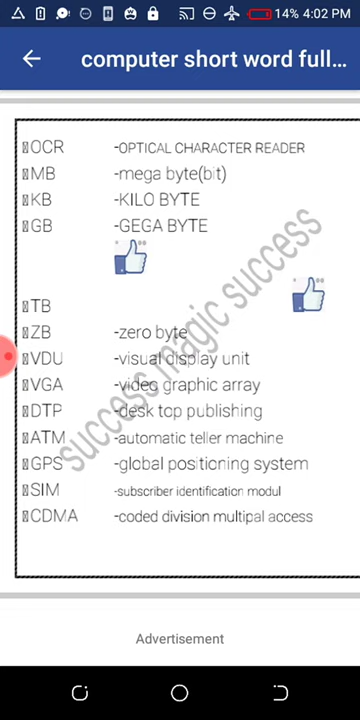 14% 4:02 PM
computer short word full...
OCR -OPTICAL CHARACTER READER
MB -mega byte(bit)
KB -KILO BYTE
GB -GEGA BYTE
TB
ZB -zero byte
VDU -visual display unit
VGA -video graphic array
DTP -desk tcp publishing
ATM -automatic teller machine
GPS -global positioning system
SIM -subscriber identification modul
CDMA -coded division multipal access
success magic success
Advertisement